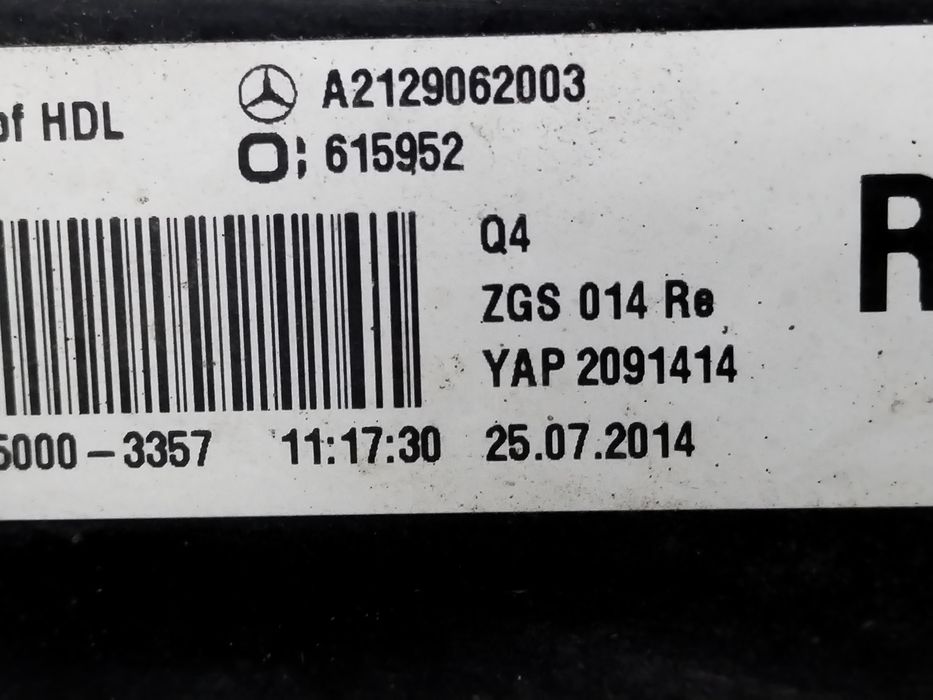 of HDL
A2129062003
O; 615952
Q4
R
ZGS 014 Re
YAP 2091414
5000-3357 11:17:30 25.07.2014